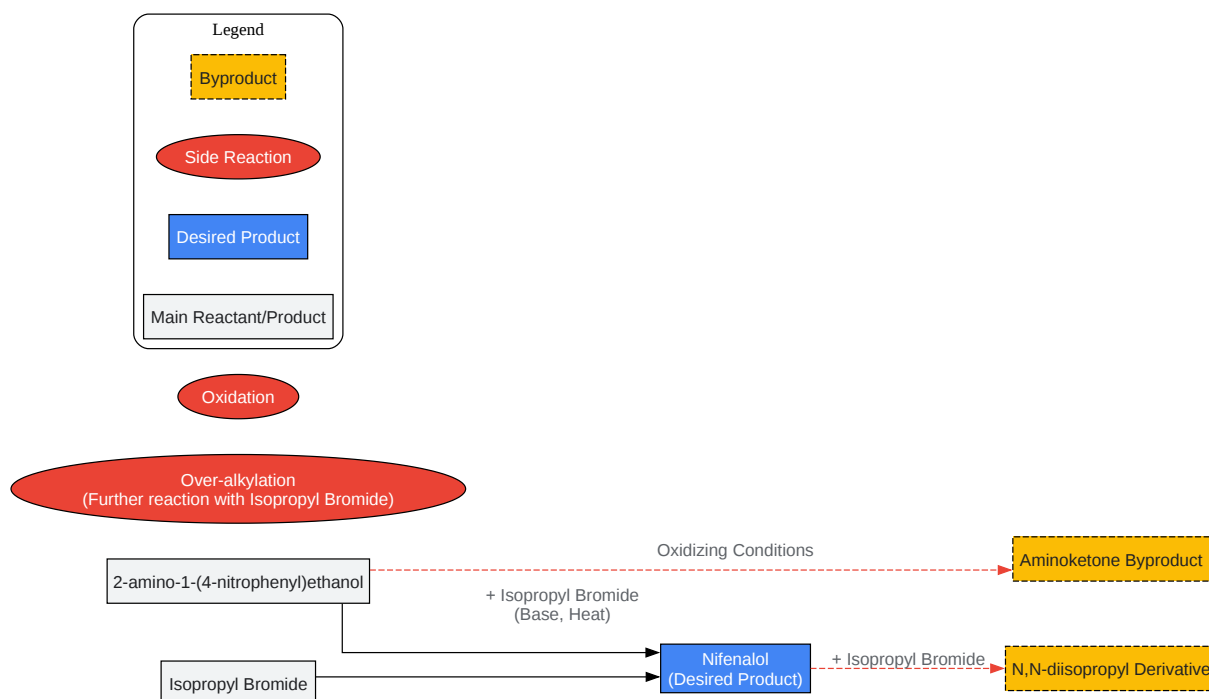 Legend
Byproduct
Side Reaction
Desired Product
Main Reactant/Product
Oxidation
Over-alkylation
(Further reaction with Isopropyl Bromide)
Oxidizing Conditions
Aminoketone Byproduct
2-amino-1-(4-nitrophenyl)ethanol
+ Isopropyl Bromide
(Base, Heat)
Nifenalol
(Desired Product)
+ Isopropyl Bromide
N,N-diisopropyl Derivative
Isopropyl Bromide